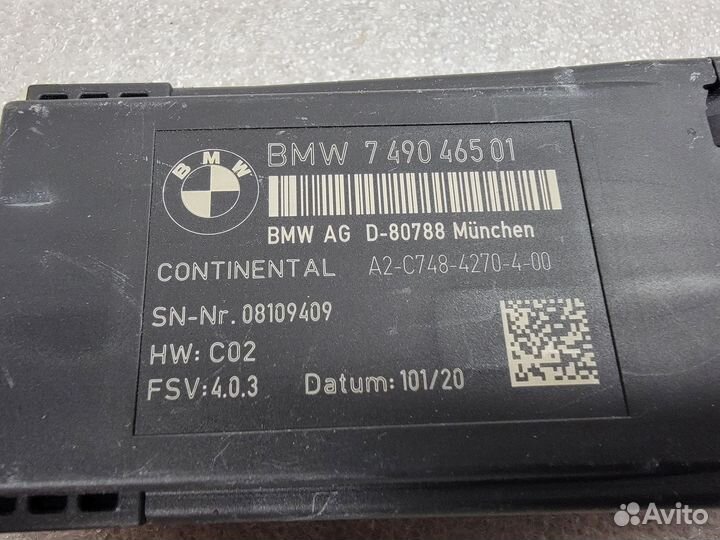 BMW
BMW 7 490 465 01
BMW AG D-80788 München
CONTINENTAL A2-C748-4270-4-00
SN-Nr. 08109409
HW: C02
FSV:4.0.3 Datum: 101/20
Avito